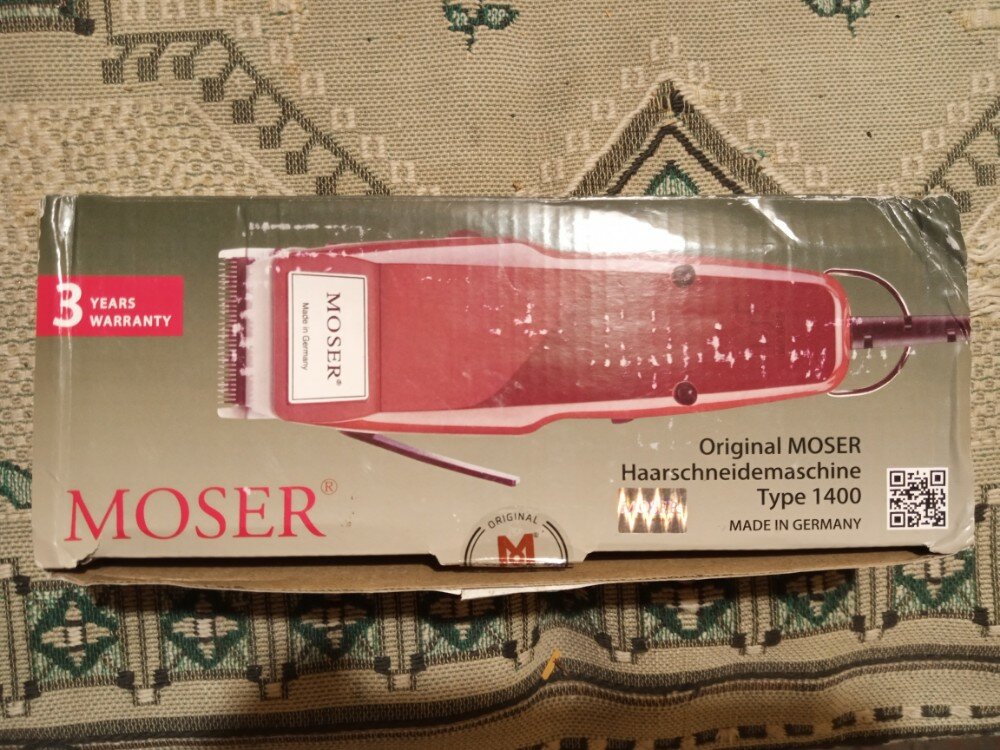 3 YEARS
WARRANTY
MOSER®
Made in Germany
MOSER®
ORIGINAL
M®
Original MOSER
Haarschneidemaschine
Type 1400
MADE IN GERMANY